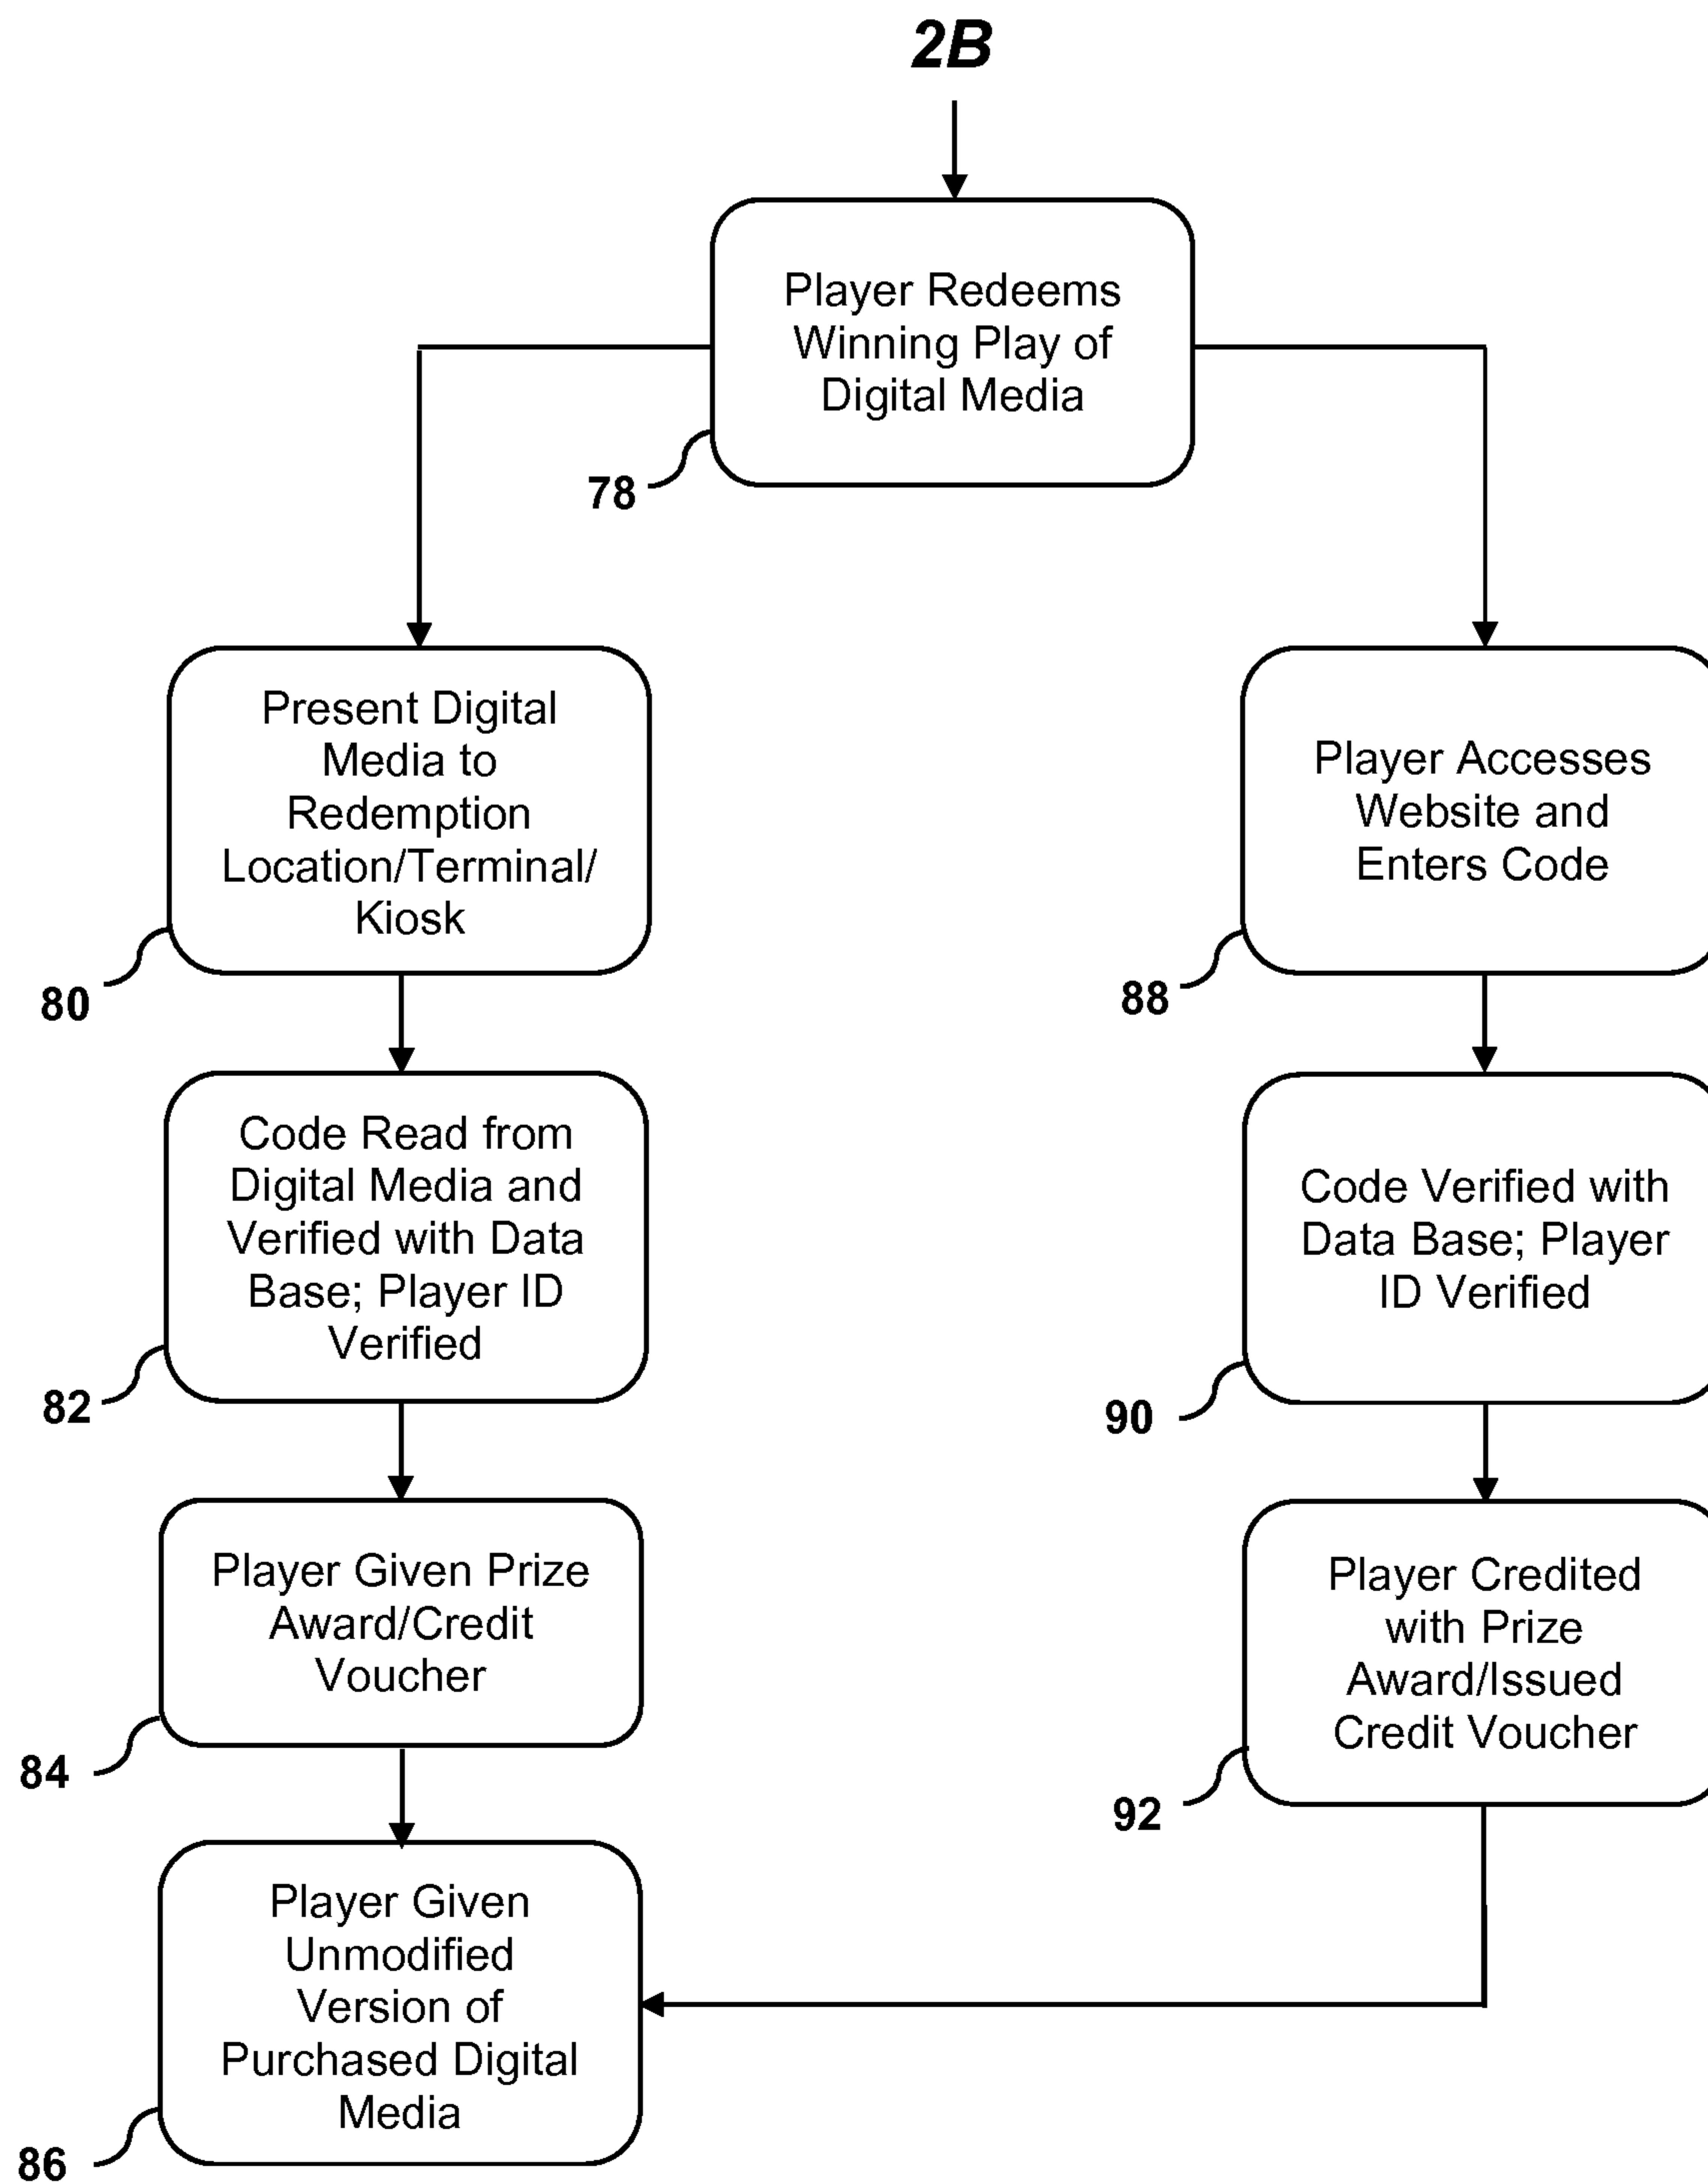 2B
Player Redeems
Winning Play of
Digital Media
78
Present Digital
Media to
Redemption
Location/Terminal/
Kiosk
80
Player Accesses
Website and
Enters Code
88
Code Read from
Digital Media and
Verified with Data
Base; Player ID
Verified
82
Code Verified with
Data Base; Player
ID Verified
90
Player Given Prize
Award/Credit
Voucher
84
Player Credited
with Prize
Award/Issued
Credit Voucher
92
Player Given
Unmodified
Version of
Purchased Digital
Media
86